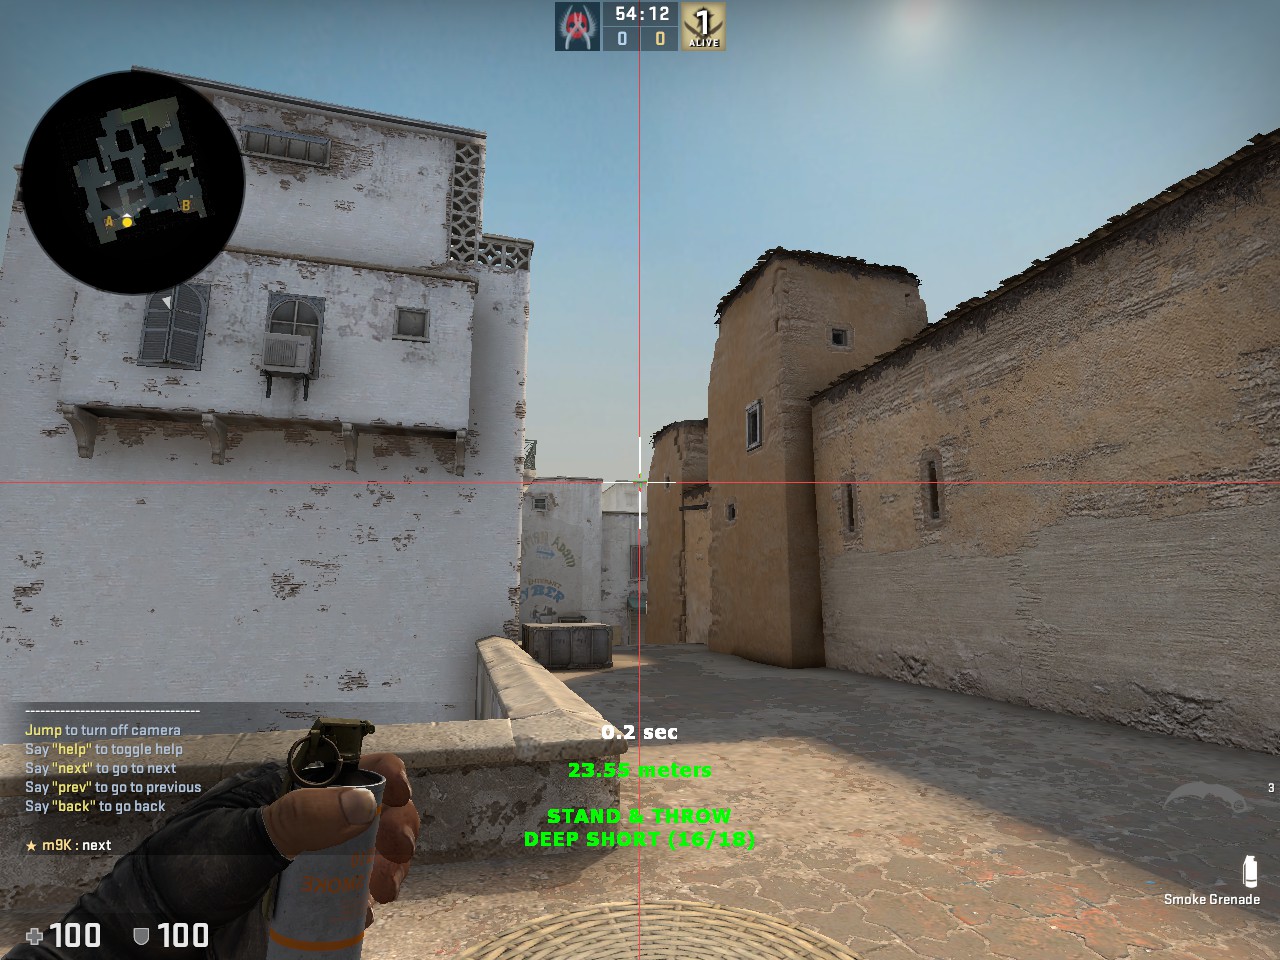 54:12
1
0 0
ALIVE
A
B
CYBER
0.2 sec
23.55 meters
STAND & THROW
DEEP SHORT (16/18)
Jump to turn off camera
Say "help" to toggle help
Say "next" to go to next
Say "prev" to go to previous
Say "back" to go back
★ m9K : next
3
Smoke Grenade
100 100